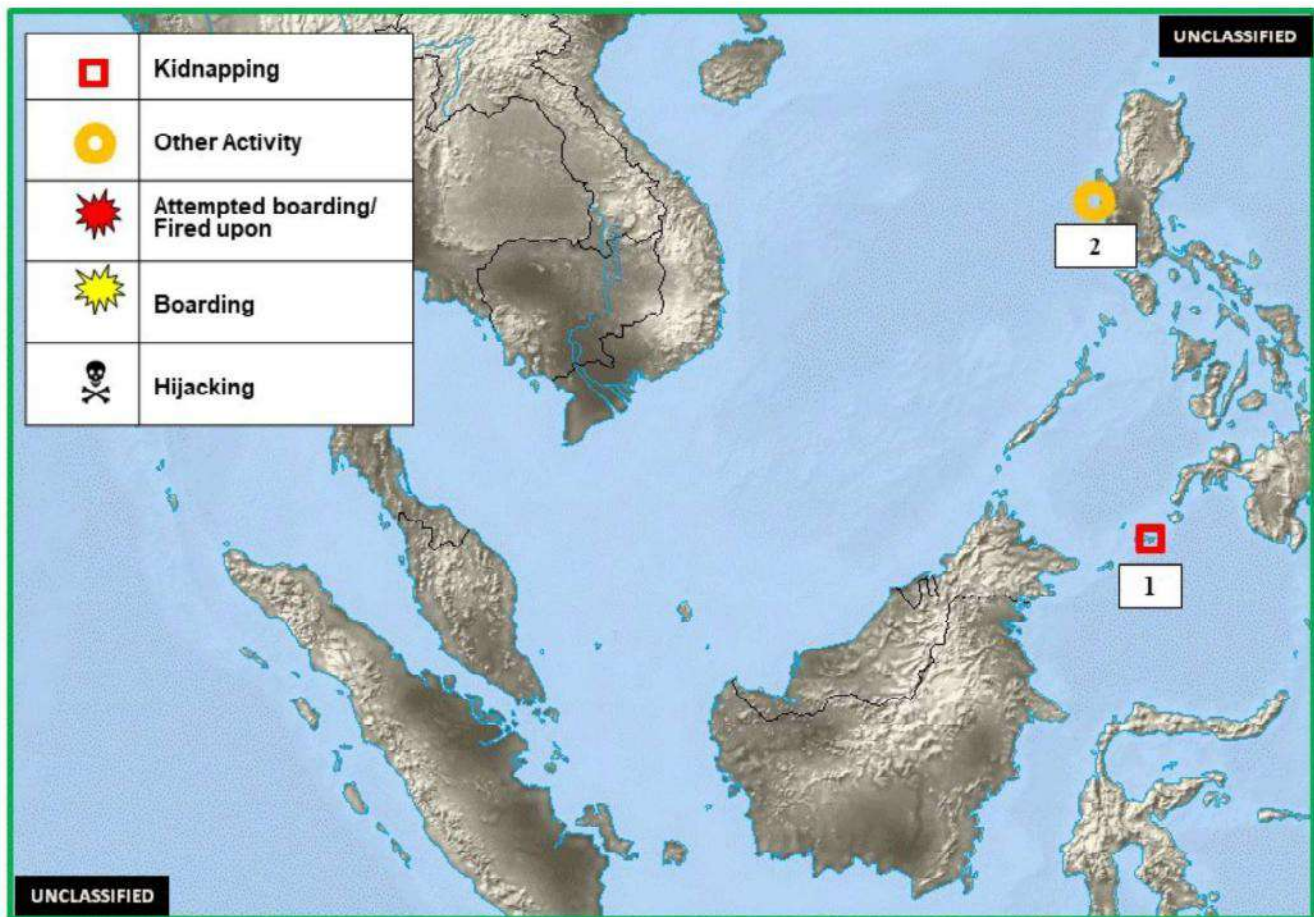 UNCLASSIFIED
Kidnapping
Other Activity
Attempted boarding/
Fired upon
Boarding
Hijacking
2
1
UNCLASSIFIED